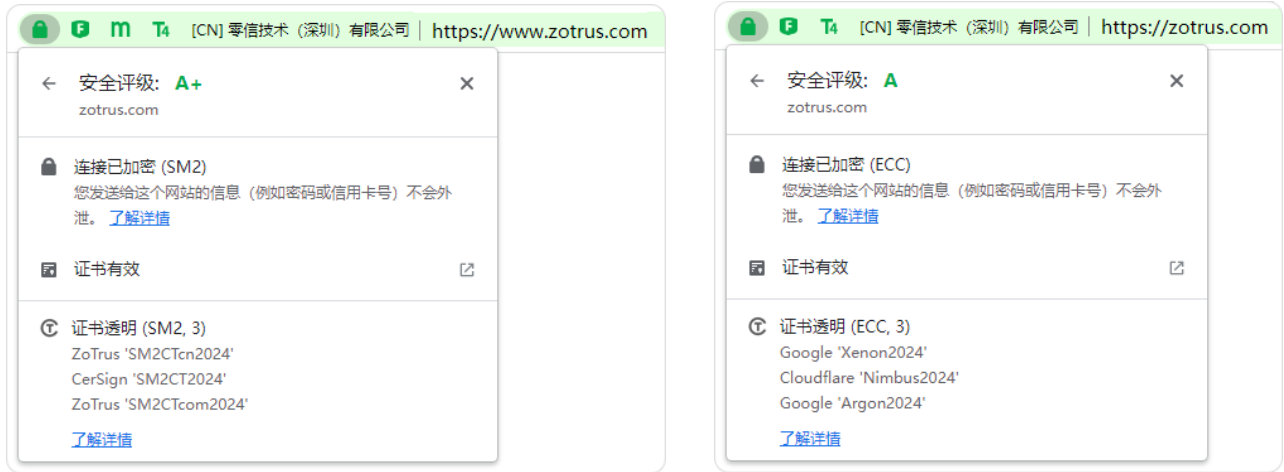 F m T4 [CN] 零信技术（深圳）有限公司 https://www.zotrus.com
安全评级: A+
zotrus.com
连接已加密 (SM2)
您发送给这个网站的信息（例如密码或信用卡号）不会外
泄。 了解详情
证书有效
证书透明 (SM2, 3)
ZoTrus 'SM2CTcn2024'
CerSign 'SM2CT2024'
ZoTrus 'SM2CTcom2024'
了解详情
F T4 [CN] 零信技术（深圳）有限公司 https://zotrus.com
安全评级: A
zotrus.com
连接已加密 (ECC)
您发送给这个网站的信息（例如密码或信用卡号）不会外
泄。 了解详情
证书有效
证书透明 (ECC, 3)
Google 'Xenon2024'
Cloudflare 'Nimbus2024'
Google 'Argon2024'
了解详情